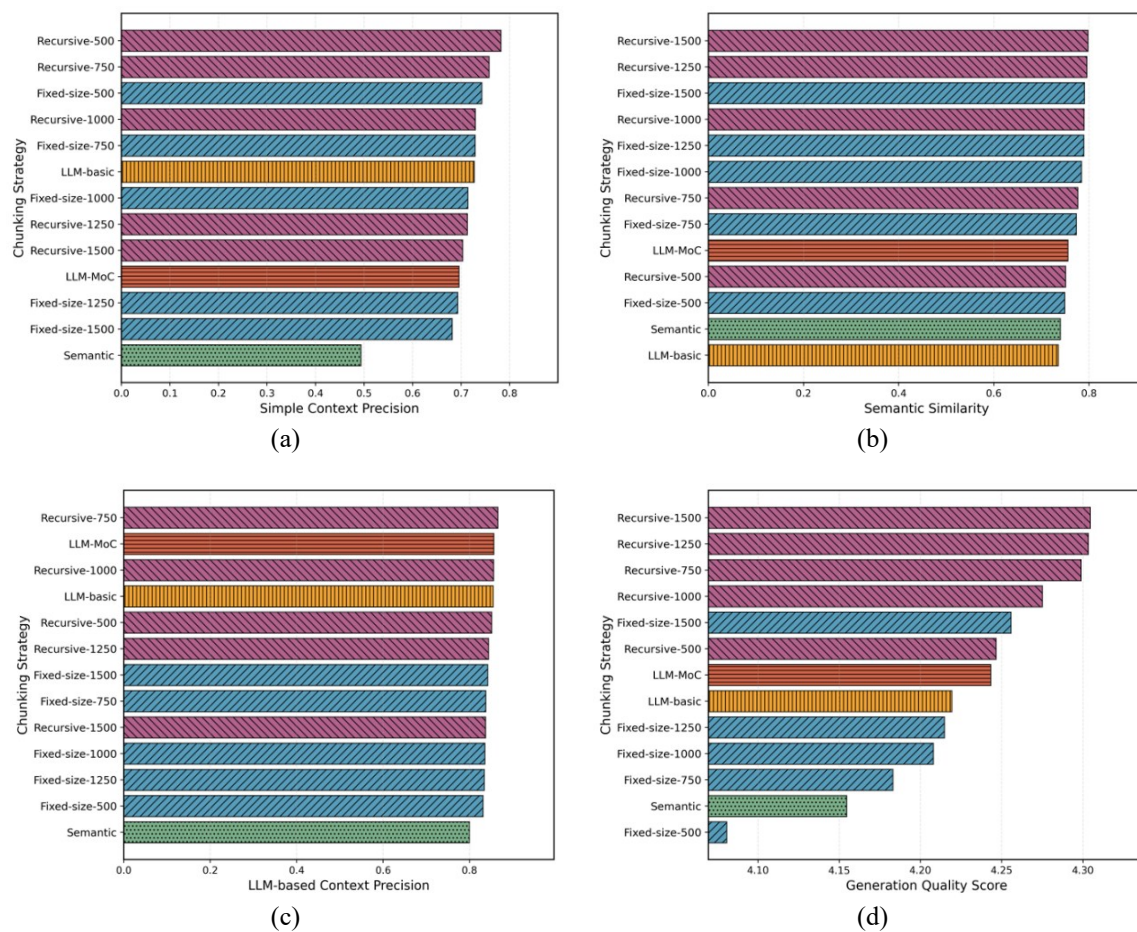 Chunking Strategy
Recursive-500
Recursive-750
Fixed-size-500
Recursive-1000
Fixed-size-750
LLM-basic
Fixed-size-1000
Recursive-1250
Recursive-1500
LLM-MoC
Fixed-size-1250
Fixed-size-1500
Semantic
0.0 0.1 0.2 0.3 0.4 0.5 0.6 0.7 0.8
Simple Context Precision
(a)
Chunking Strategy
Recursive-1500
Recursive-1250
Fixed-size-1500
Recursive-1000
Fixed-size-1250
Fixed-size-1000
Recursive-750
Fixed-size-750
LLM-MoC
Recursive-500
Fixed-size-500
Semantic
LLM-basic
0.0 0.2 0.4 0.6 0.8
Semantic Similarity
(b)
Chunking Strategy
Recursive-750
LLM-MoC
Recursive-1000
LLM-basic
Recursive-500
Recursive-1250
Fixed-size-1500
Fixed-size-750
Recursive-1500
Fixed-size-1000
Fixed-size-1250
Fixed-size-500
Semantic
0.0 0.2 0.4 0.6 0.8
LLM-based Context Precision
(c)
Chunking Strategy
Recursive-1500
Recursive-1250
Recursive-750
Recursive-1000
Fixed-size-1500
Recursive-500
LLM-MoC
LLM-basic
Fixed-size-1250
Fixed-size-1000
Fixed-size-750
Semantic
Fixed-size-500
4.10 4.15 4.20 4.25 4.30
Generation Quality Score
(d)